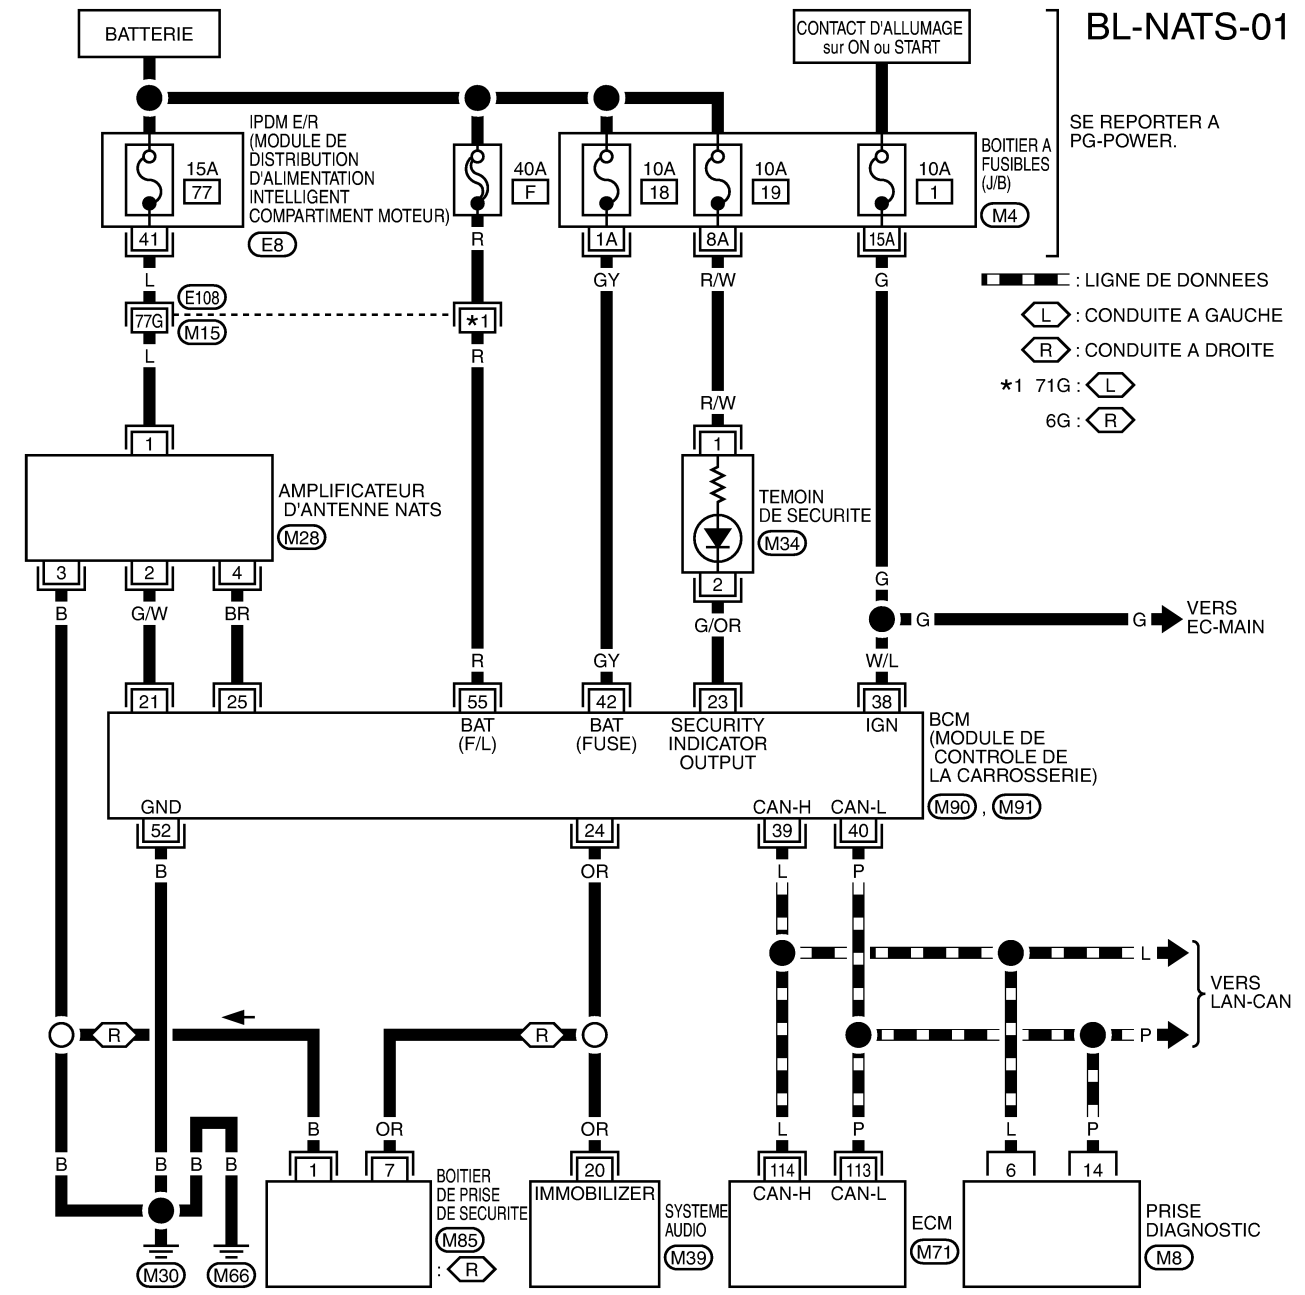 BL-NATS-01
BATTERIE
CONTACT D'ALLUMAGE
sur ON ou START
SE REPORTER A
PG-POWER.
IPDM E/R
(MODULE DE
DISTRIBUTION
D'ALIMENTATION
INTELLIGENT
COMPARTIMENT MOTEUR)
E8
15A
77
40A
F
10A
18
10A
19
10A
1
BOITIER A
FUSIBLES
(J/B)
M4
41
R
1A
8A
15A
L
GY
R/W
G
: LIGNE DE DONNEES
L : CONDUITE A GAUCHE
R : CONDUITE A DROITE
*1 71G : L
6G : R
E108
77G
M15
*1
L
R
R/W
1
1
AMPLIFICATEUR
D'ANTENNE NATS
M28
TEMOIN
DE SECURITE
M34
3
2
4
2
B
G/W
BR
G/OR
G
G
G
VERS
EC-MAIN
R
GY
W/L
21
25
55
42
23
38
BAT
(F/L)
BAT
(FUSE)
SECURITY
INDICATOR
OUTPUT
IGN
BCM
(MODULE DE
CONTROLE DE
LA CARROSSERIE)
M90 , M91
GND
CAN-H
CAN-L
52
24
39
40
B
OR
L
P
L
VERS
LAN-CAN
P
R
R
B
OR
OR
L
P
L
P
B
B
B
B
1
7
20
114
113
6
14
BOITIER
DE PRISE
DE SECURITE
M85
: R
IMMOBILIZER
SYSTEME
AUDIO
M39
CAN-H
CAN-L
ECM
M71
PRISE
DIAGNOSTIC
M8
M30
M66